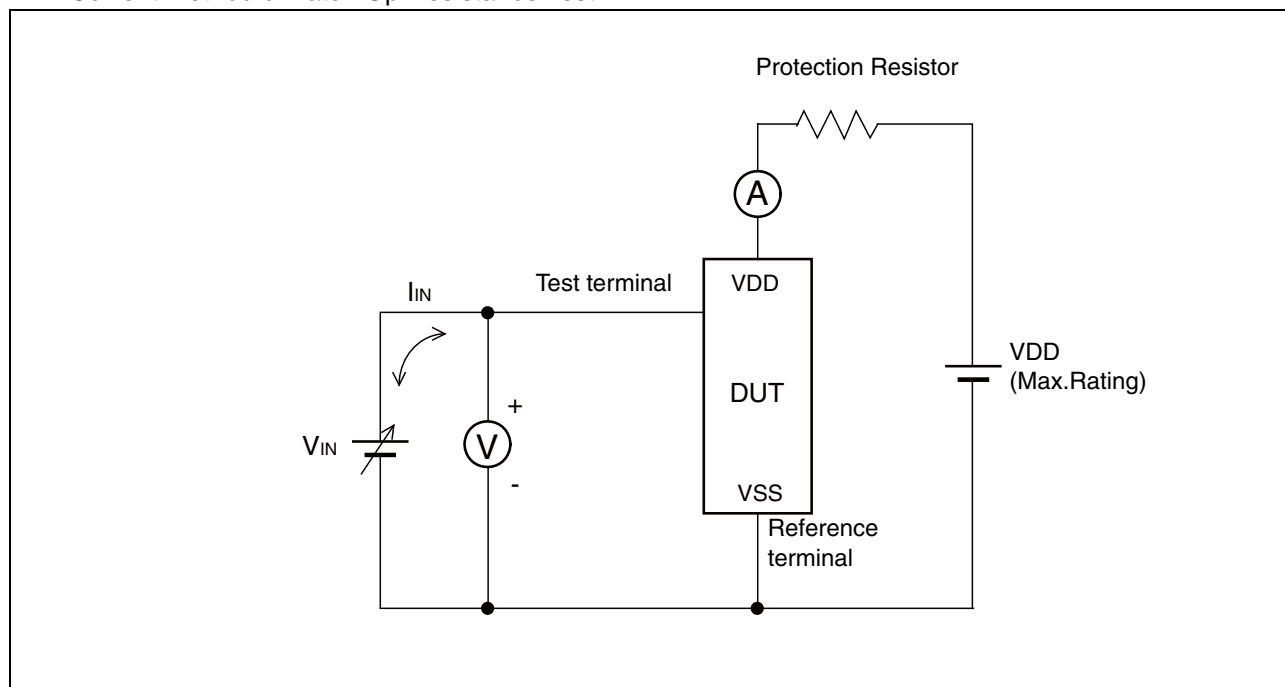 Protection Resistor
A
Test terminal
VDD
IIN
VDD
(Max.Rating)
DUT
+
VIN
V
-
VSS
Reference
terminal